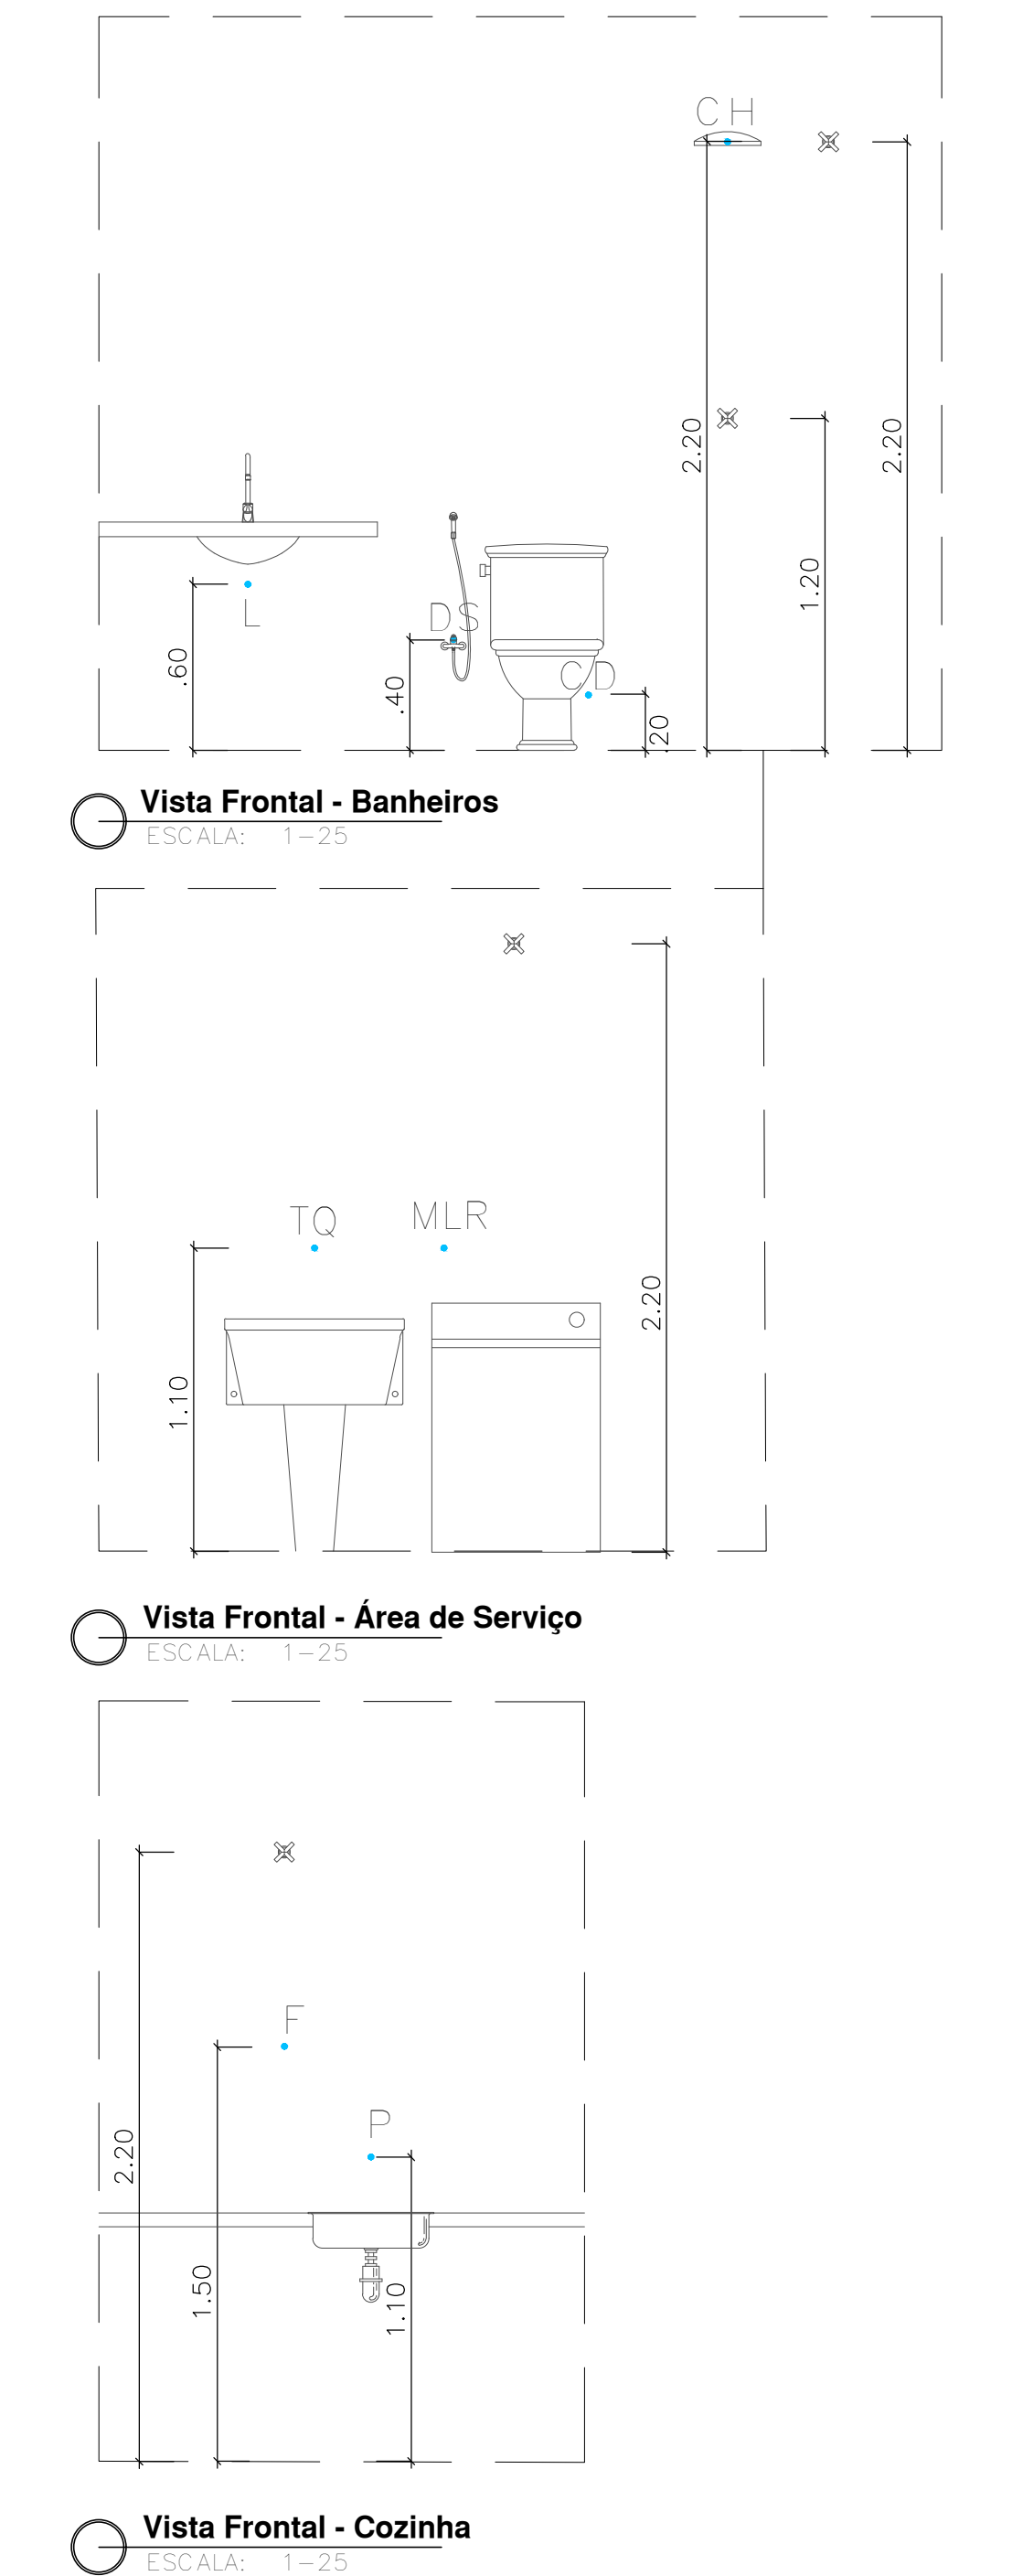 CH
2.20
2.20
1.20
L
DS
CD
.60
.40
.20
Vista Frontal - Banheiros
ESCALA: 1-25
TQ
MLR
2.20
1.10
Vista Frontal - Área de Serviço
ESCALA: 1-25
F
P
2.20
1.50
1.10
Vista Frontal - Cozinha
ESCALA: 1-25